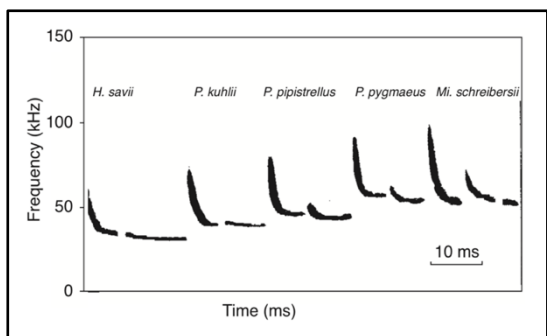 150
H. savii P. kuhlii P. pipistrellus P. pygmaeus Mi. schreibersii
100
Frequency (kHz)
50
10 ms
0
Time (ms)